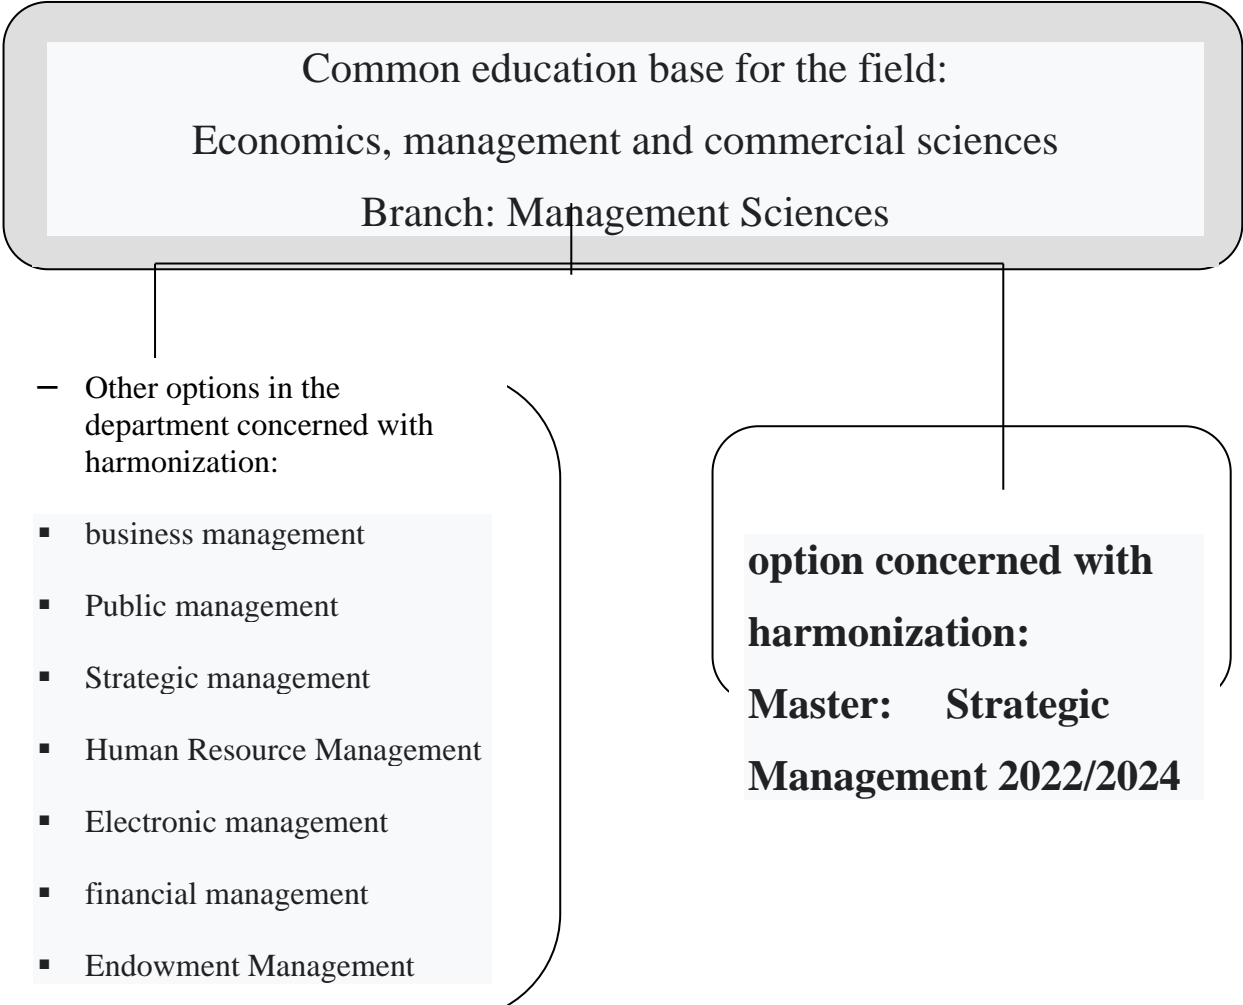 Common education base for the field:
Economics, management and commercial sciences
Branch: Management Sciences
– Other options in the
department concerned with
harmonization:
▪ business management
▪ Public management
▪ Strategic management
▪ Human Resource Management
▪ Electronic management
▪ financial management
▪ Endowment Management
option concerned with
harmonization:
Master: Strategic
Management 2022/2024